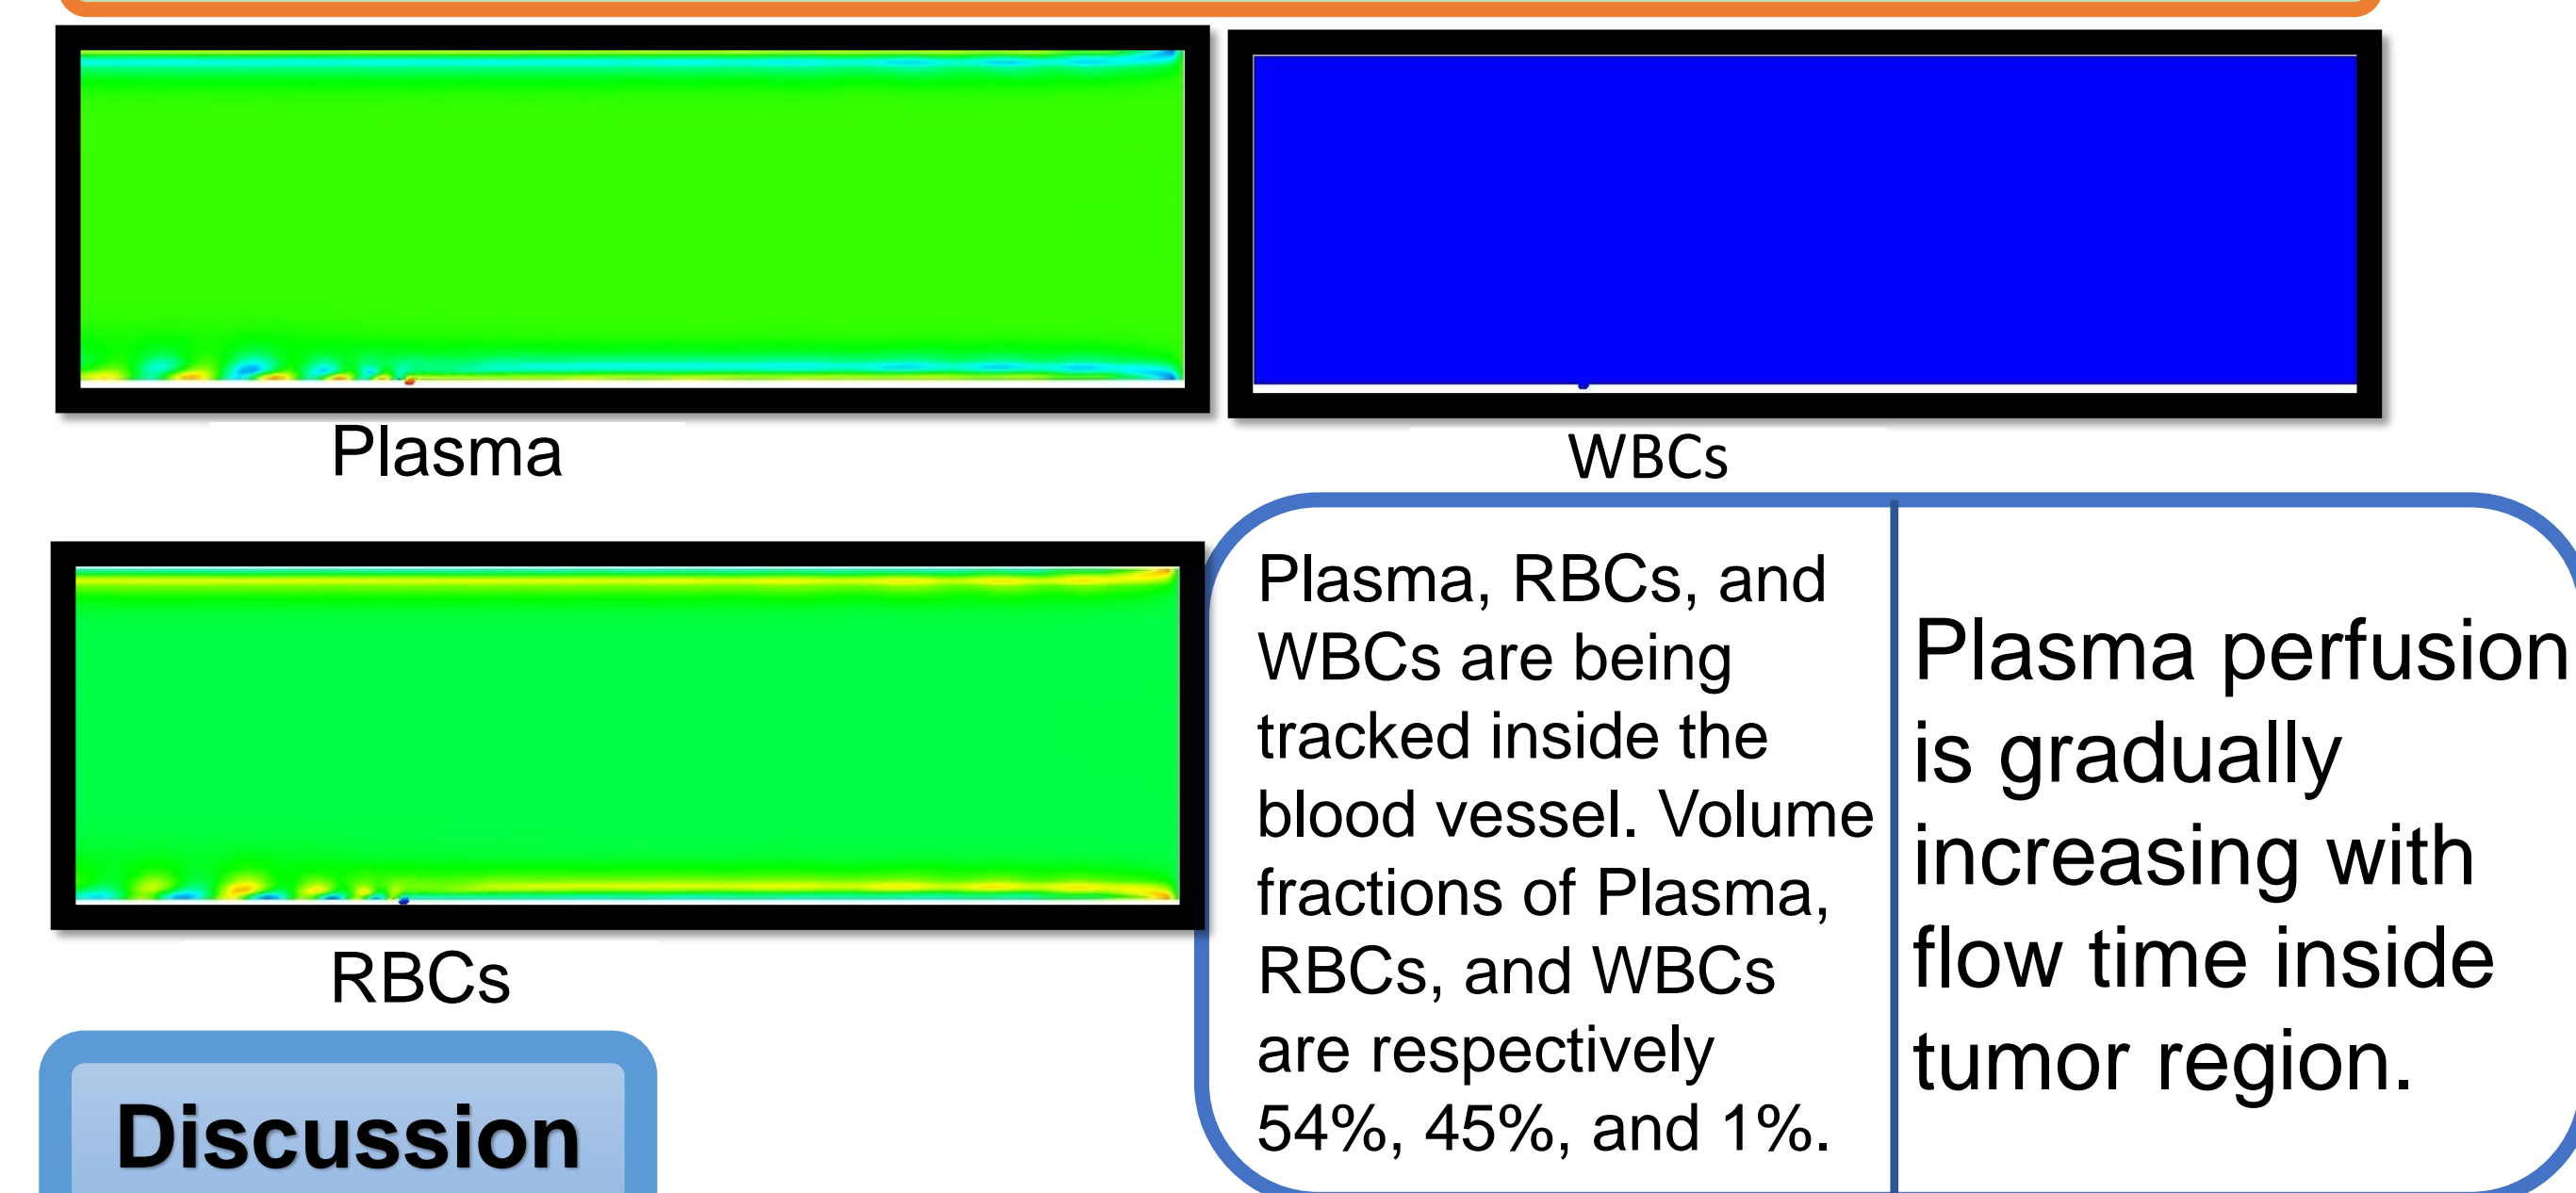 Plasma
WBCs
RBCs
Plasma, RBCs, and
WBCs are being
tracked inside the
blood vessel. Volume
fractions of Plasma,
RBCs, and WBCs
are respectively
54%, 45%, and 1%.
Plasma perfusion
is gradually
increasing with
flow time inside
tumor region.
Discussion